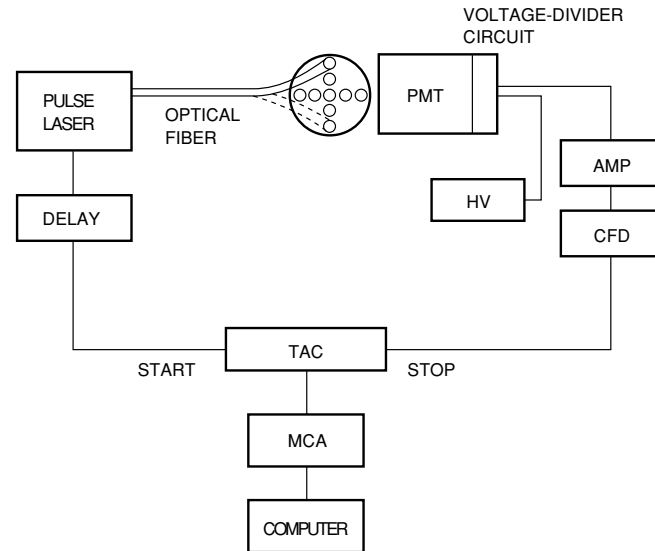 VOLTAGE-DIVIDER
CIRCUIT
PULSE
LASER
OPTICAL
FIBER
PMT
AMP
HV
DELAY
CFD
TAC
START
STOP
MCA
COMPUTER